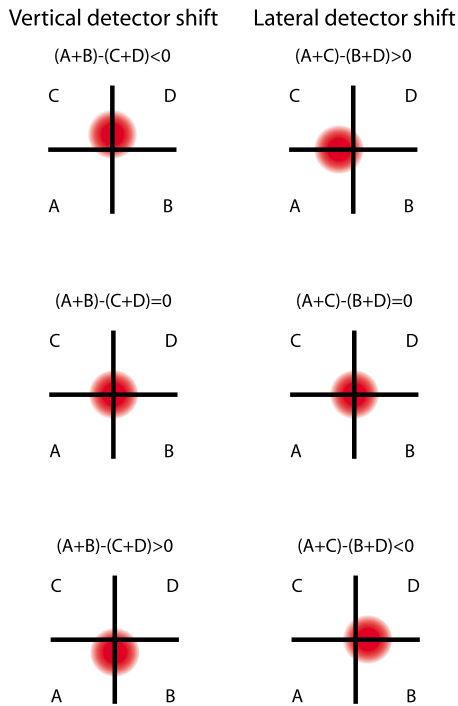 Vertical detector shift
Lateral detector shift
(A+B)-(C+D)<0
(A+C)-(B+D)>0
C D C D
A B A B
(A+B)-(C+D)=0
(A+C)-(B+D)=0
C D C D
A B A B
(A+B)-(C+D)>0
(A+C)-(B+D)<0
C D C D
A B A B